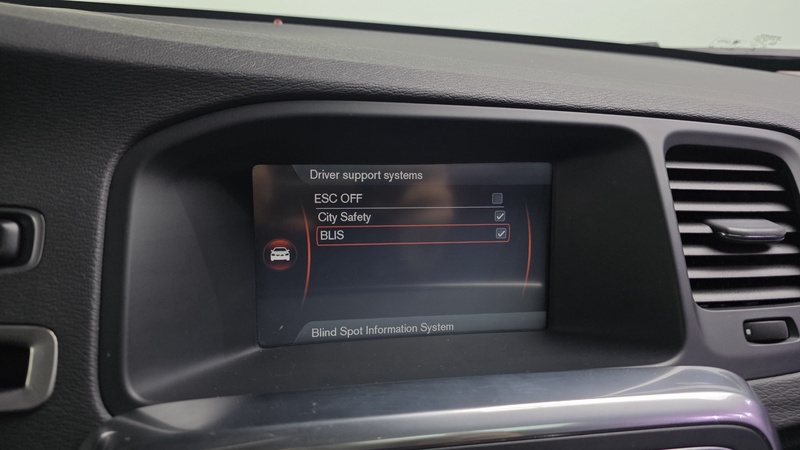 Driver support systems
ESC OFF
City Safety
BLIS
Blind Spot Information System